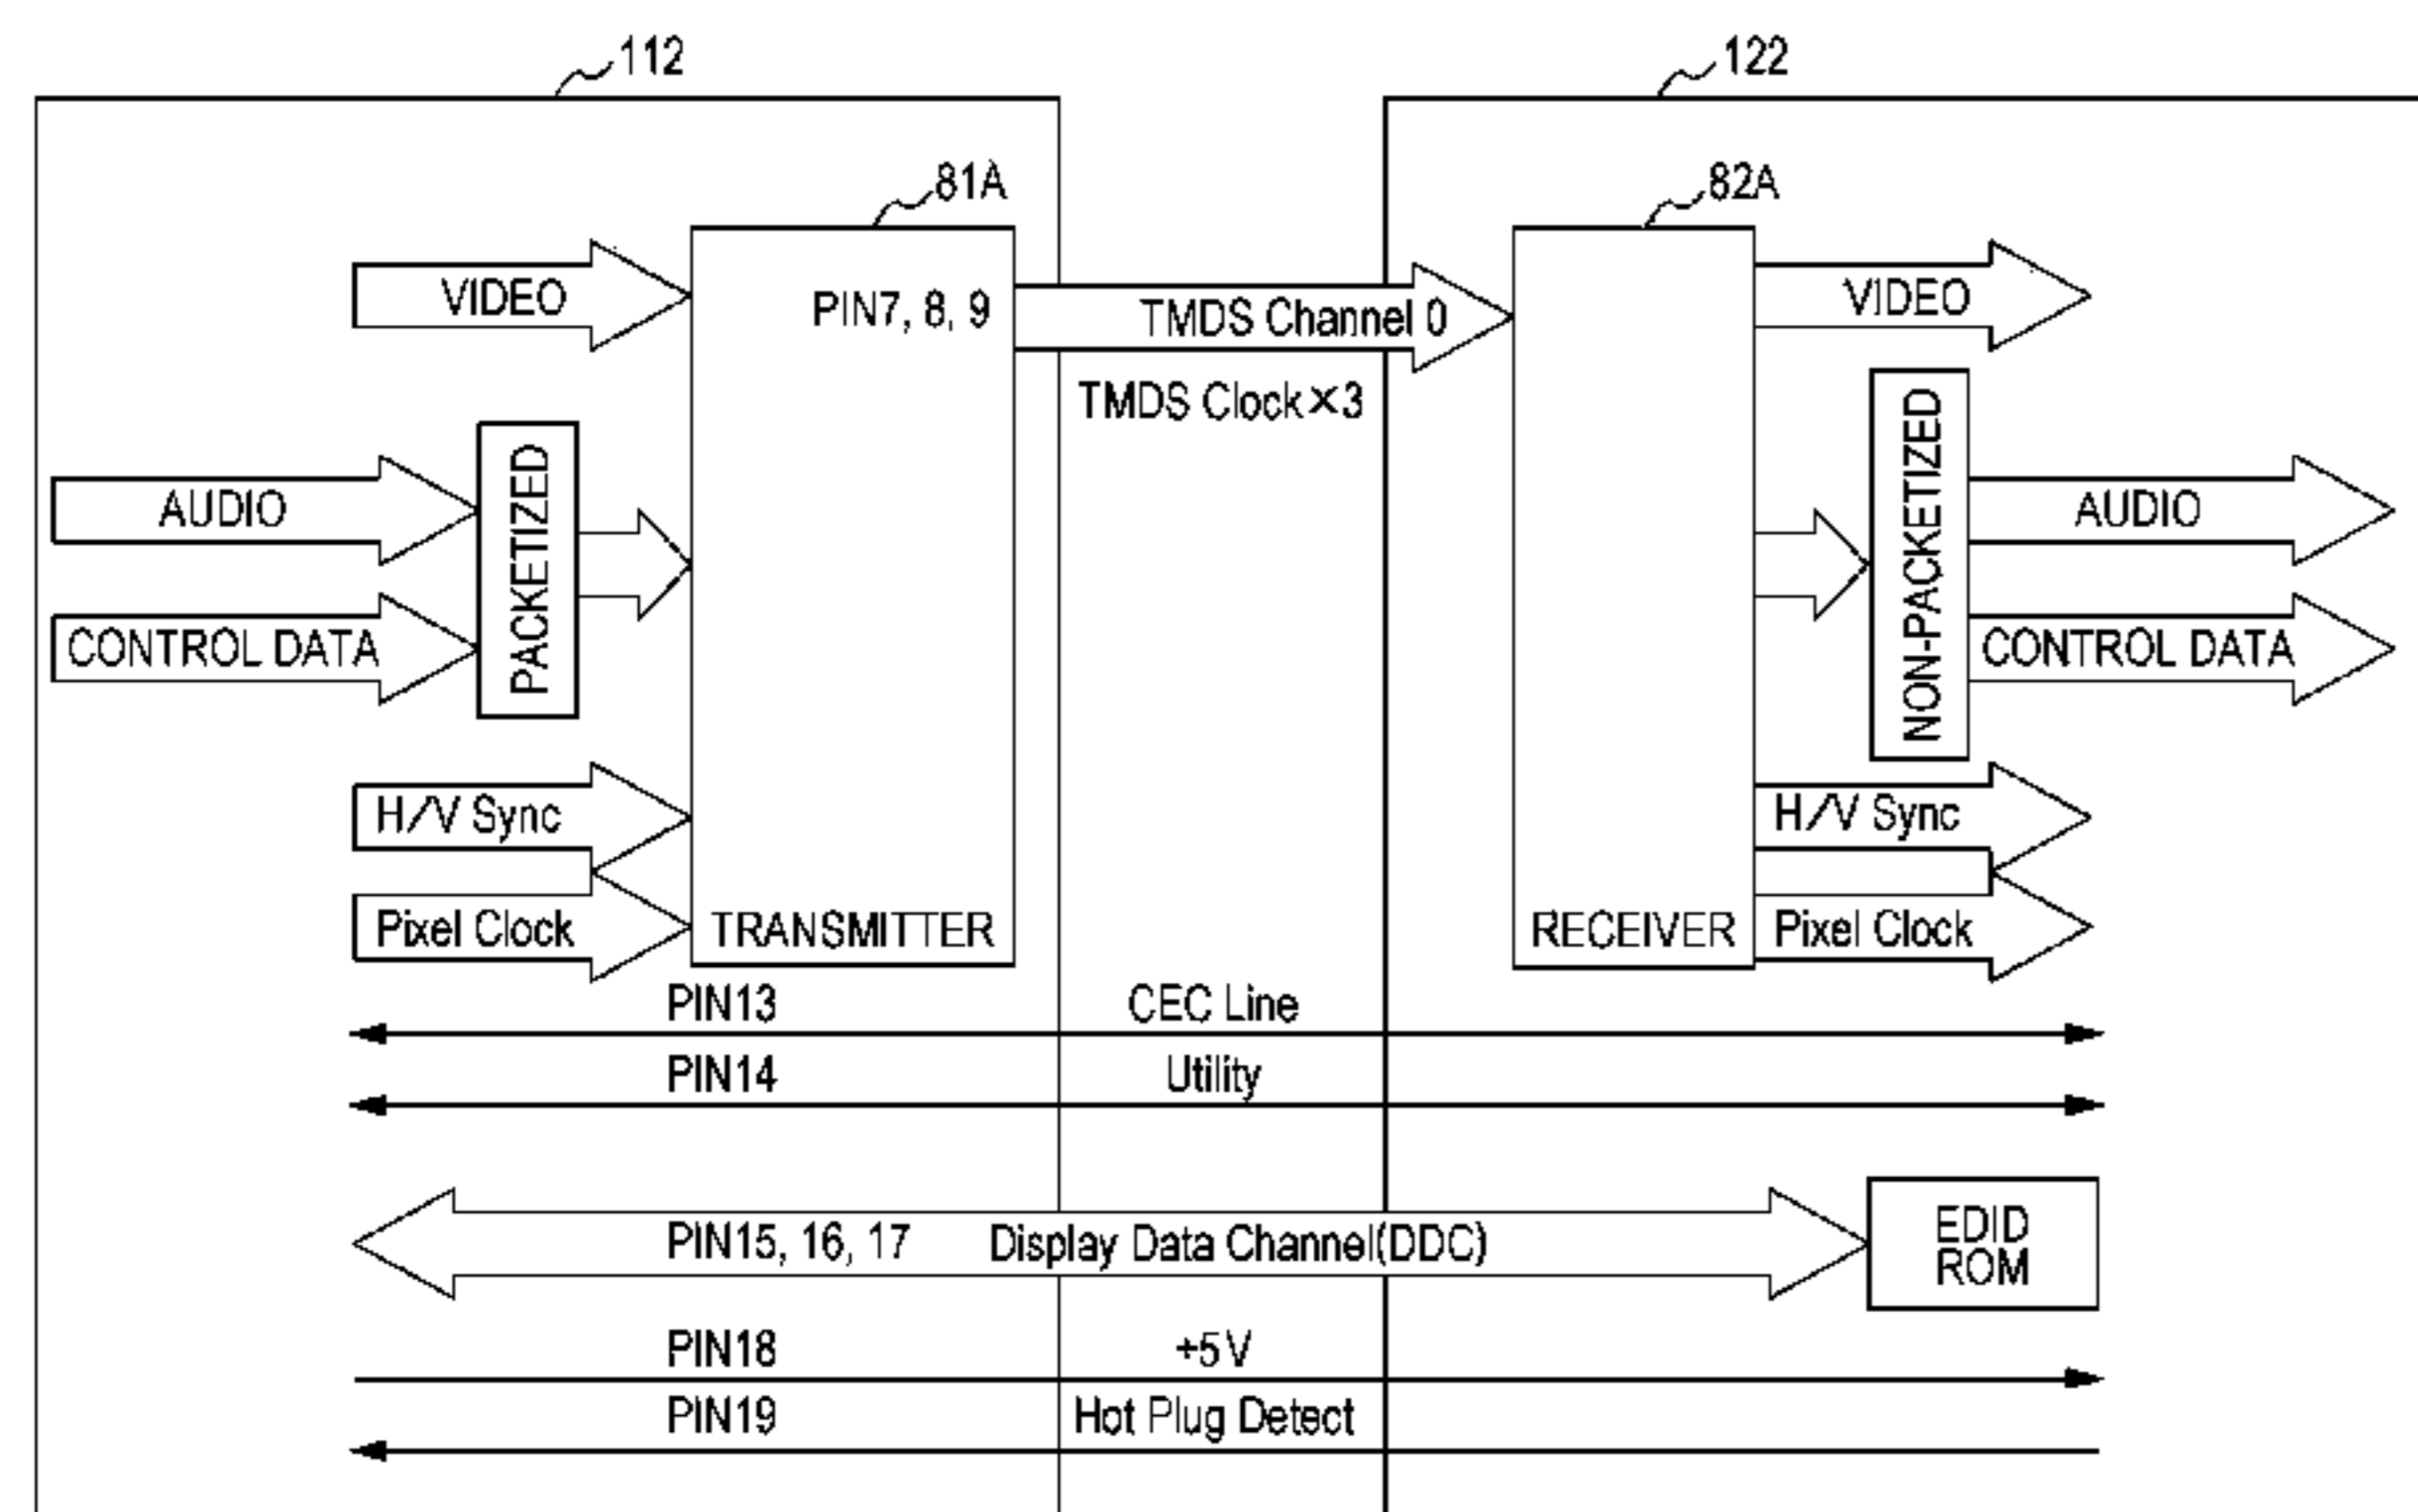 112
122
81A
82A
VIDEO
PIN7, 8, 9
TMDS Channel 0
VIDEO
TMDS Clock×3
AUDIO
PACKETIZED
NON-PACKETIZED
AUDIO
CONTROL DATA
CONTROL DATA
H/V Sync
H/V Sync
Pixel Clock
TRANSMITTER
RECEIVER
Pixel Clock
PIN13
CEC Line
PIN14
Utility
PIN15, 16, 17
Display Data Channel(DDC)
EDID
ROM
PIN18
+5V
PIN19
Hot Plug Detect